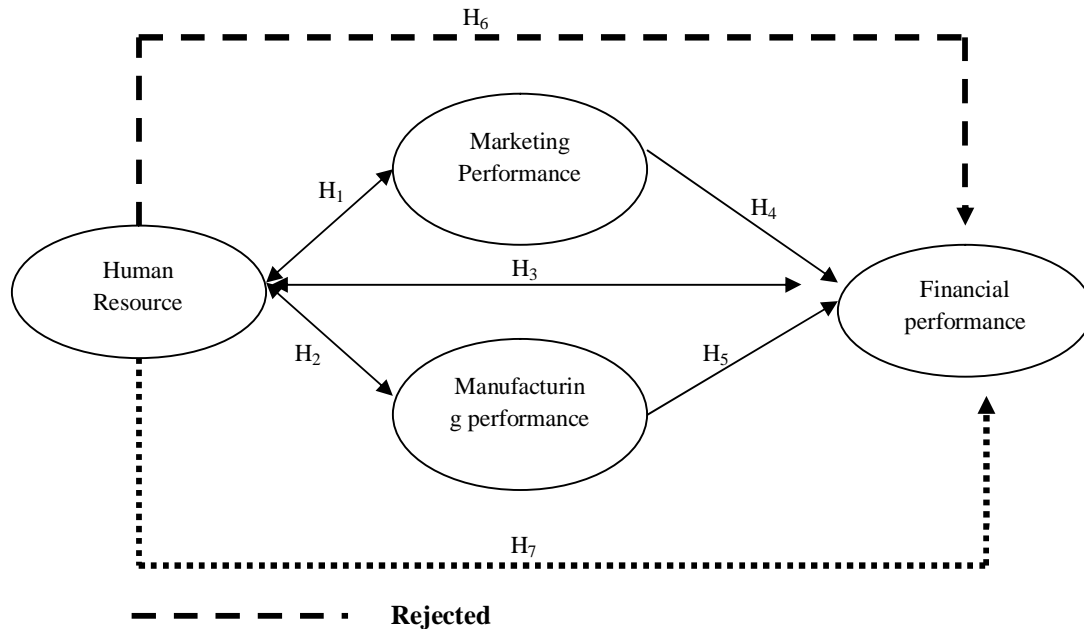 H₆
Marketing
Performance
H₁
H₄
Human
Resource
H₃
Financial
performance
H₂
H₅
Manufacturin
g performance
H₇
Rejected